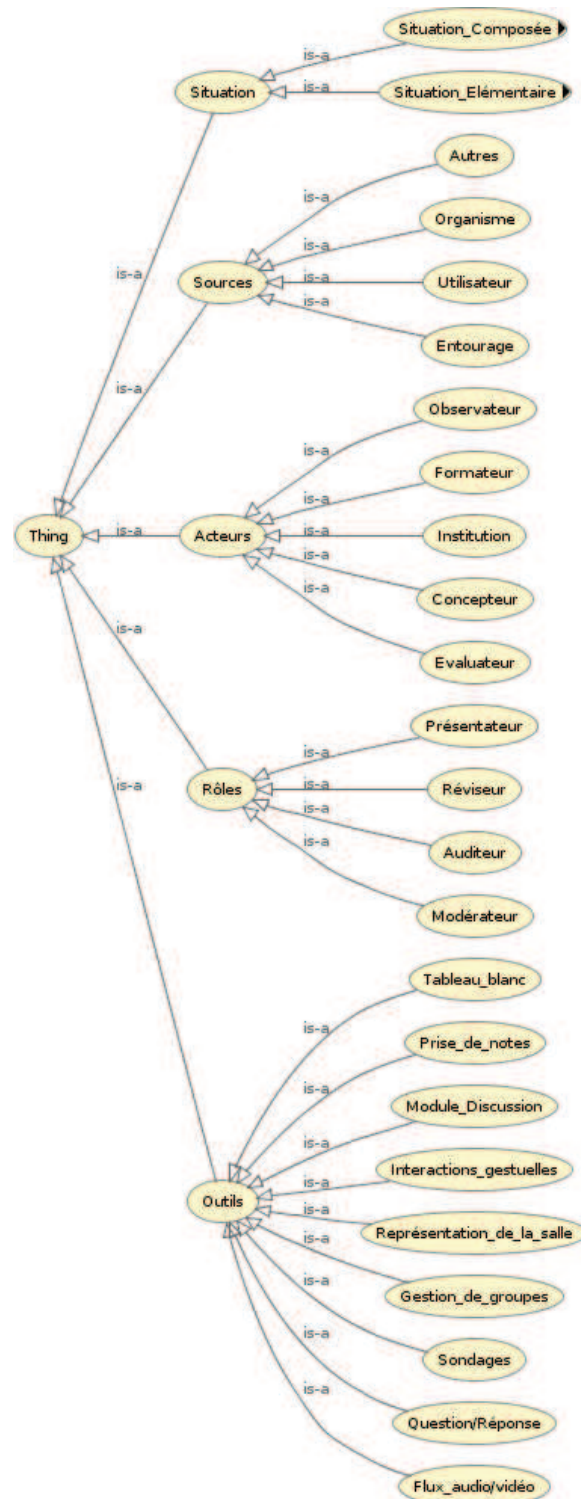 Situation_Composée
is-a
Situation
is-a
Situation_Elémentaire
Autres
is-a
Organisme
is-a
is-a
Sources
is-a
Utilisateur
is-a
Entourage
is-a
Observateur
is-a
Formateur
is-a
Thing
is-a
Acteurs
is-a
Institution
is-a
Concepteur
is-a
is-a
Evaluateur
Présentateur
is-a
is-a
Rôles
is-a
Réviseur
is-a
Auditeur
is-a
Modérateur
Tableau_blanc
is-a
Prise_de_notes
is-a
Module_Discussion
is-a
Interactions_gestuelles
is-a
Outils
is-a
Représentation_de_la_salle
is-a
Gestion_de_groupes
is-a
Sondages
is-a
Question/Réponse
is-a
Flux_audio/vidéo